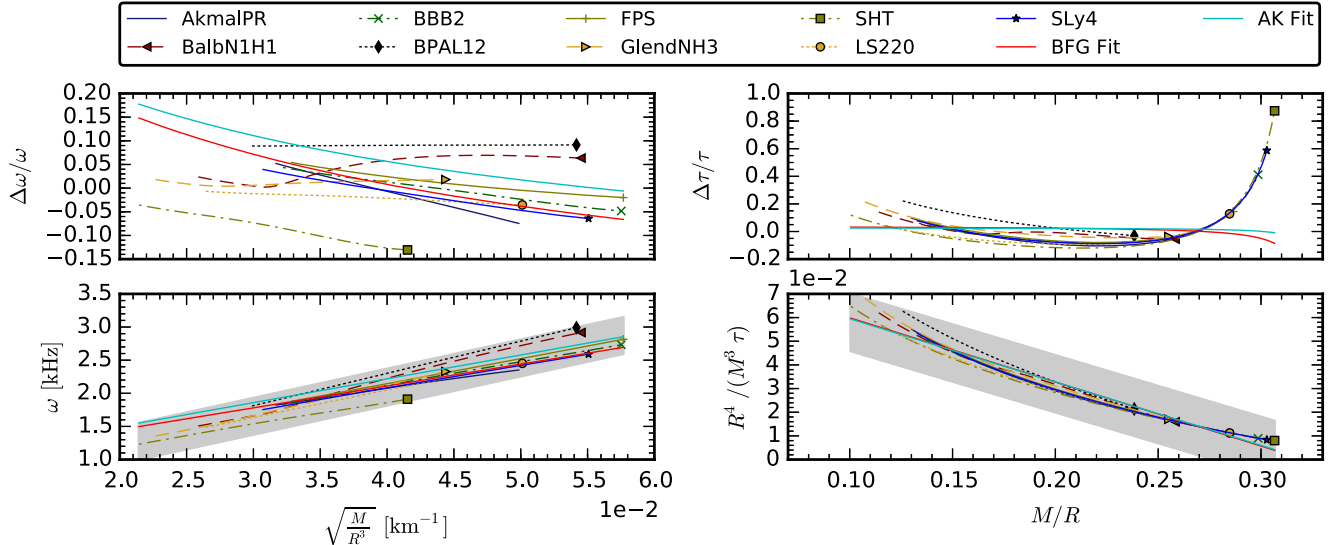 AkmalPR BBB2 FPS SHT SLy4 AK Fit
BalbN1H1 BPAL12 GlendNH3 LS220 BFG Fit
Δω/ω
0.20
0.15
0.10
0.05
0.00
−0.05
−0.10
−0.15
Δτ/τ
1.0
0.8
0.6
0.4
0.2
0.0
−0.2
ω [kHz]
3.5
3.0
2.5
2.0
1.5
1.0
2.0 2.5 3.0 3.5 4.0 4.5 5.0 5.5 6.0
1e−2
√(M/R³) [km⁻¹]
1e−2
R⁴/(M³ τ)
7
6
5
4
3
2
1
0
0.10 0.15 0.20 0.25 0.30
M/R